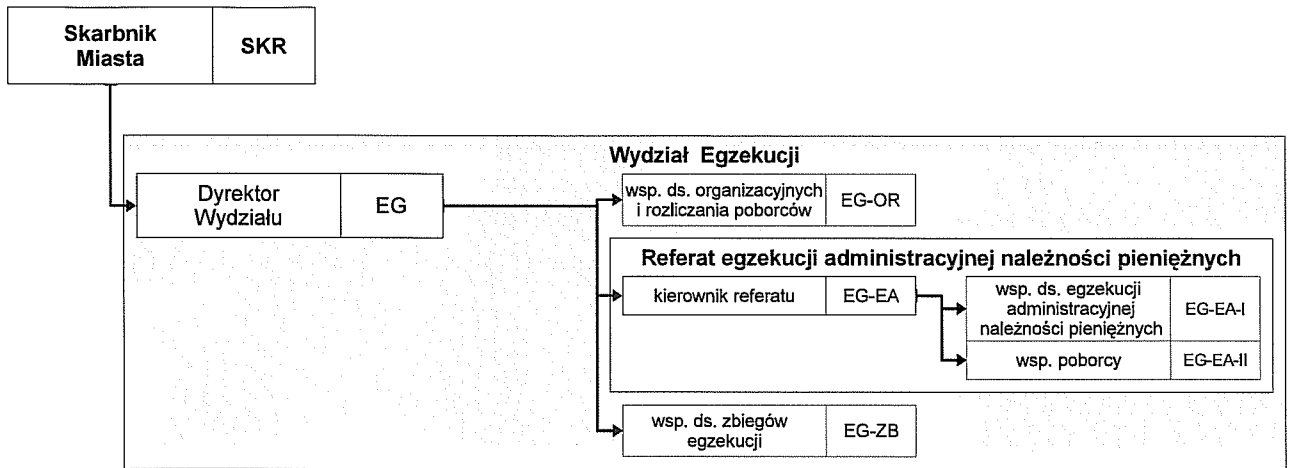 Skarbnik
Miasta
SKR
Wydział Egzekucji
Dyrektor
Wydziału
EG
wsp. ds. organizacyjnych
i rozliczania poborców
EG-OR
Referat egzekucji administracyjnej należności pieniężnych
kierownik referatu
EG-EA
wsp. ds. egzekucji
administracyjnej
należności pieniężnych
EG-EA-I
wsp. poborcy
EG-EA-II
wsp. ds. zbiegów
egzekucji
EG-ZB